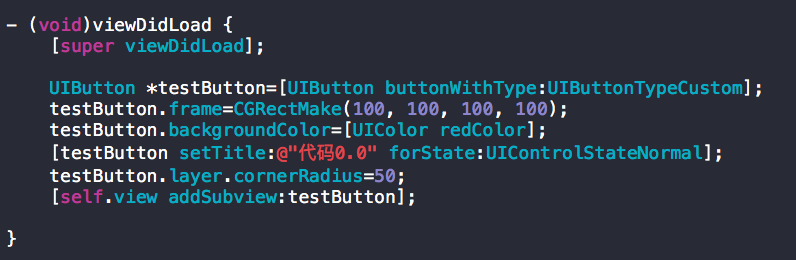 - (void)viewDidLoad {
    [super viewDidLoad];

    UIButton *testButton=[UIButton buttonWithType:UIButtonTypeCustom];
    testButton.frame=CGRectMake(100, 100, 100, 100);
    testButton.backgroundColor=[UIColor redColor];
    [testButton setTitle:@"代码0.0" forState:UIControlStateNormal];
    testButton.layer.cornerRadius=50;
    [self.view addSubview:testButton];

}